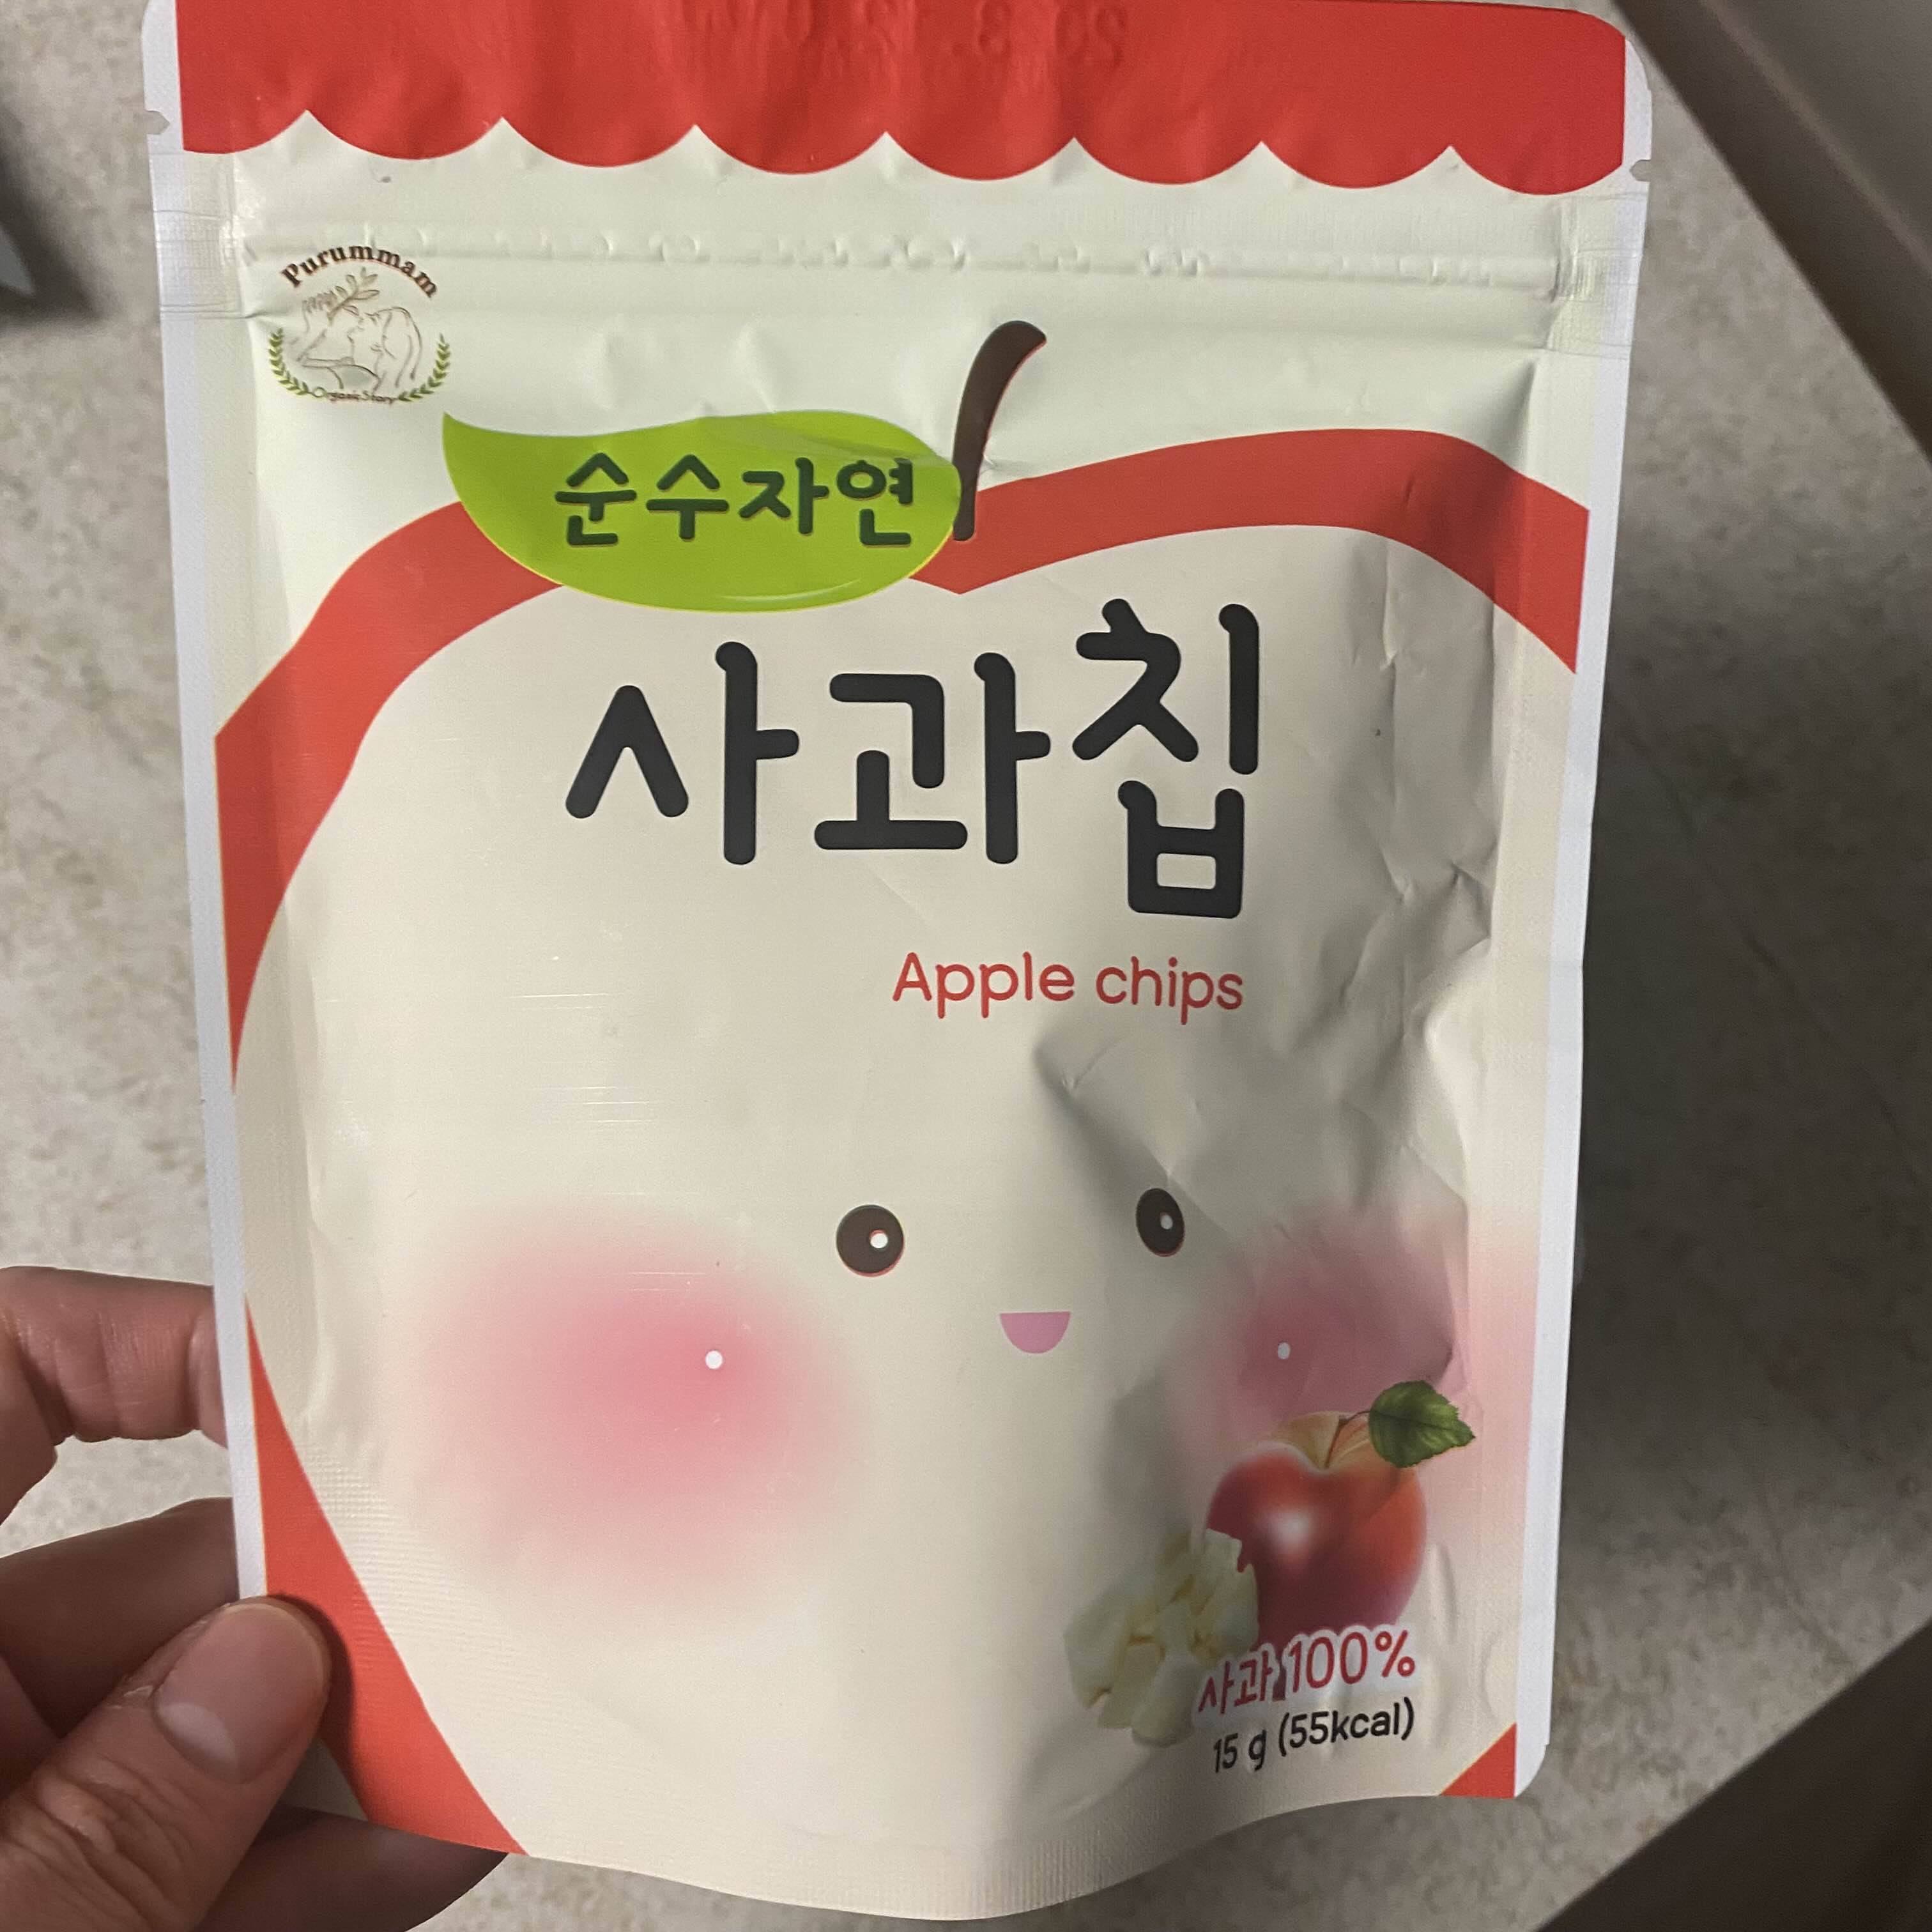 Purummam
Organic Story
순수자연
사과칩
Apple chips
사과 100%
15 g (55kcal)